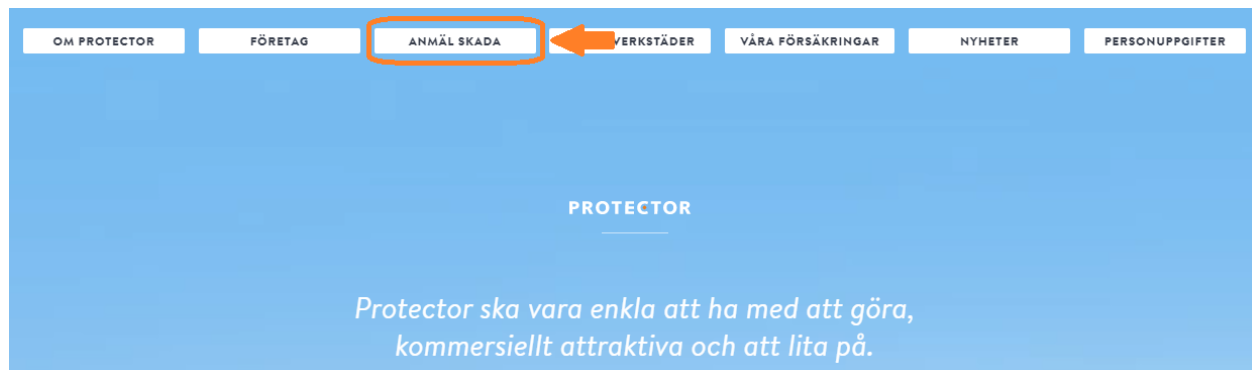 OM PROTECTOR FÖRETAG ANMÄL SKADA VERKSTÄDER VÅRA FÖRSÄKRINGAR NYHETER PERSONUPPGIFTER
PROTECTOR
Protector ska vara enkla att ha med att göra,
kommersiellt attraktiva och att lita på.